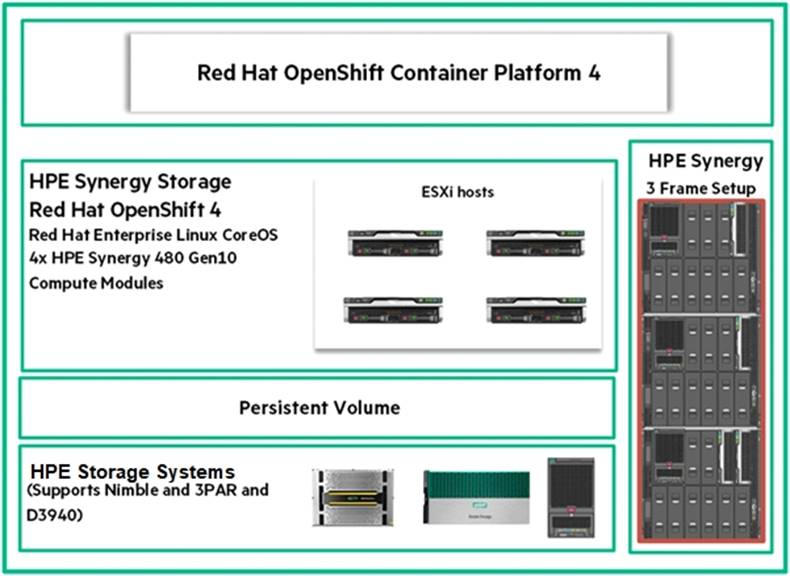 Red Hat OpenShift Container Platform 4
HPE Synergy Storage
Red Hat OpenShift 4
Red Hat Enterprise Linux CoreOS
4x HPE Synergy 480 Gen10
Compute Modules
ESXi hosts
HPE Synergy
3 Frame Setup
Persistent Volume
HPE Storage Systems
(Supports Nimble and 3PAR and
D3940)